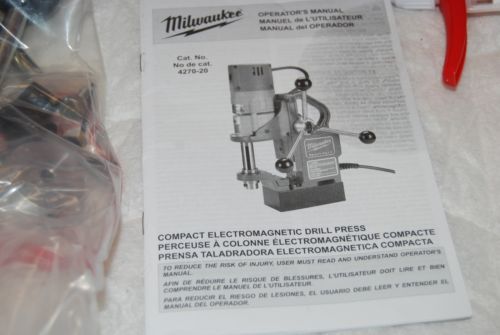 Milwaukee
OPERATOR'S MANUAL
MANUEL de L'UTILISATEUR
MANUAL del OPERADOR
Cat. No.
No de cat.
4270-20
Milwaukee
COMPACT ELECTROMAGNETIC DRILL PRESS
PERCEUSE À COLONNE ÉLECTROMAGNÉTIQUE COMPACTE
PRENSA TALADRADORA ELECTROMAGNETICA COMPACTA
TO REDUCE THE RISK OF INJURY, USER MUST READ AND UNDERSTAND OPERATOR'S
MANUAL.
AFIN DE RÉDUIRE LE RISQUE DE BLESSURES, L'UTILISATEUR DOIT LIRE ET BIEN
COMPRENDRE LE MANUEL DE L'UTILISATEUR.
PARA REDUCIR EL RIESGO DE LESIONES, EL USUARIO DEBE LEER Y ENTENDER EL
MANUAL DEL OPERADOR.